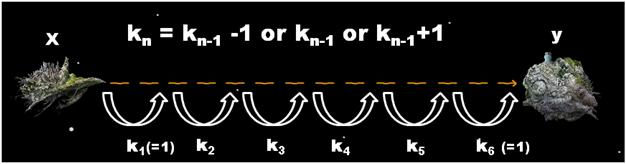 kₙ = kₙ₋₁ -1 or kₙ₋₁ or kₙ₋₁+1
x y
k₁(=1) k₂ k₃ k₄ k₅ k₆ (=1)